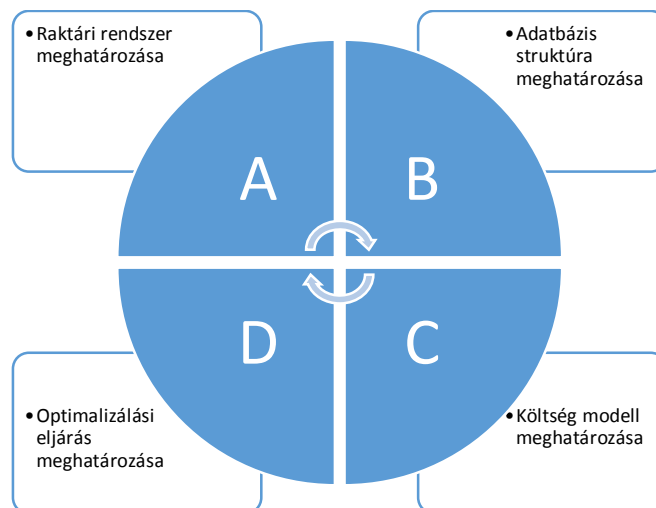 •Raktári rendszer
meghatározása
•Adatbázis
struktúra
meghatározása
A
B
D
C
•Optimalizálási
eljárás
meghatározása
•Költség modell
meghatározása